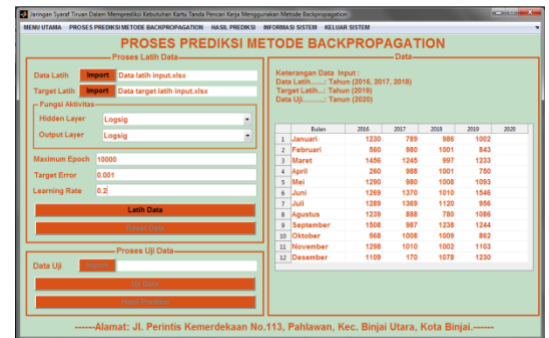 Jaringan Syaraf Tiruan Dalam Memprediksi Kebutuhan Kartu Tanda Pencari Kerja Menggunakan Metode Backpropagation
MENU UTAMA PROSES PREDIKSI METODE BACKPROPAGATION HASIL PREDIKSI INFORMASI SISTEM KELUAR SISTEM
PROSES PREDIKSI METODE BACKPROPAGATION
Proses Latih Data
Data Latih Import Data latih input.xlsx
Target Latih Import Data target latih input.xlsx
Fungsi Aktivitas
Hidden Layer Logsig
Output Layer Logsig
Maximum Epoch 10000
Target Error 0.001
Learning Rate 0.2
Latih Data
Reset Data
Proses Uji Data
Data Uji Import
Uji Data
Hasil Prediksi
Data
Keterangan Data Input :
Data Latih......: Tahun (2016, 2017, 2018)
Target Latih...: Tahun (2019)
Data Uji..........: Tanun (2020)
Bulan 2016 2017 2018 2019 2020
1 Januari 1230 789 986 1002
2 Februari 560 980 1001 843
3 Maret 1456 1245 997 1233
4 April 260 988 1001 750
5 Mei 1290 980 1008 1093
6 Juni 1269 1370 1010 1546
7 Juli 1289 1369 1120 956
8 Agustus 1239 888 780 1086
9 September 1508 987 1238 1244
10 Oktober 568 1008 1009 862
11 November 1298 1010 1002 1103
12 Desember 1109 170 1078 1230
------Alamat: Jl. Perintis Kemerdekaan No.113, Pahlawan, Kec. Binjai Utara, Kota Binjai.------